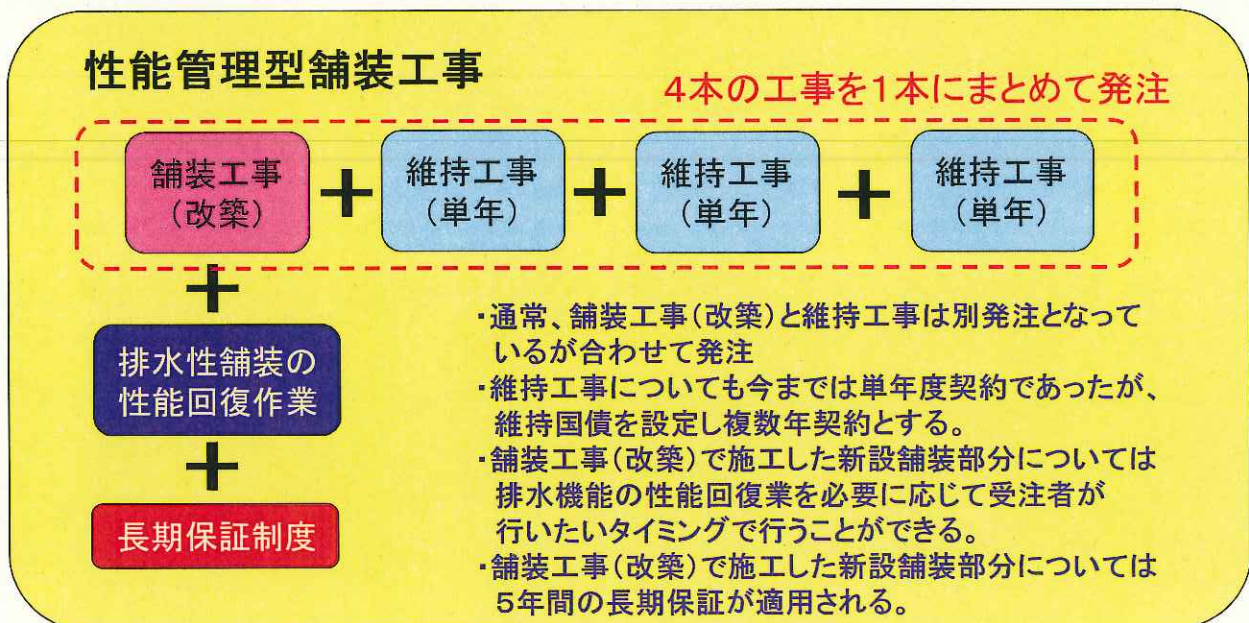 性能管理型舗装工事
4本の工事を1本にまとめて発注
舗装工事
(改築)
+
維持工事
(単年)
+
維持工事
(単年)
+
維持工事
(単年)
+
排水性舗装の
性能回復作業
+
長期保証制度
・通常、舗装工事(改築)と維持工事は別発注となって
いるが合わせて発注
・維持工事についても今までは単年度契約であったが、
維持国債を設定し複数年契約とする。
・舗装工事(改築)で施工した新設舗装部分については
排水機能の性能回復業を必要に応じて受注者が
行いたいタイミングで行うことができる。
・舗装工事(改築)で施工した新設舗装部分については
5年間の長期保証が適用される。